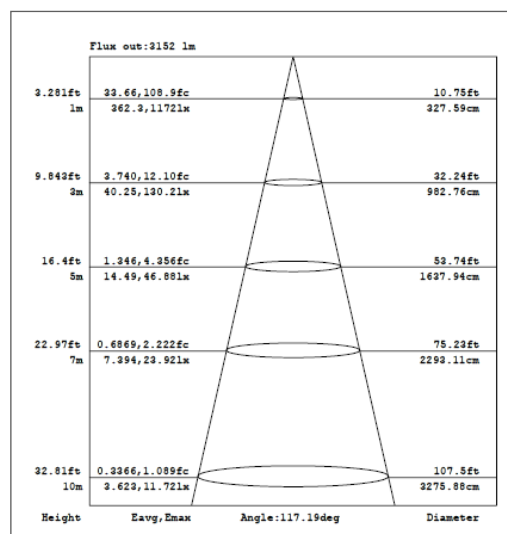 Flux out:3152 lm
3.281ft 33.66,108.9fc 10.75ft
1m 362.3,1172lx 327.59cm
9.843ft 3.740,12.10fc 32.24ft
3m 40.25,130.2lx 982.76cm
16.4ft 1.346,4.356fc 53.74ft
5m 14.49,46.88lx 1637.94cm
22.97ft 0.6869,2.222fc 75.23ft
7m 7.394,23.92lx 2293.11cm
32.81ft 0.3366,1.089fc 107.5ft
10m 3.623,11.72lx 3275.88cm
Height Eavg,Emax Angle:117.19deg Diameter